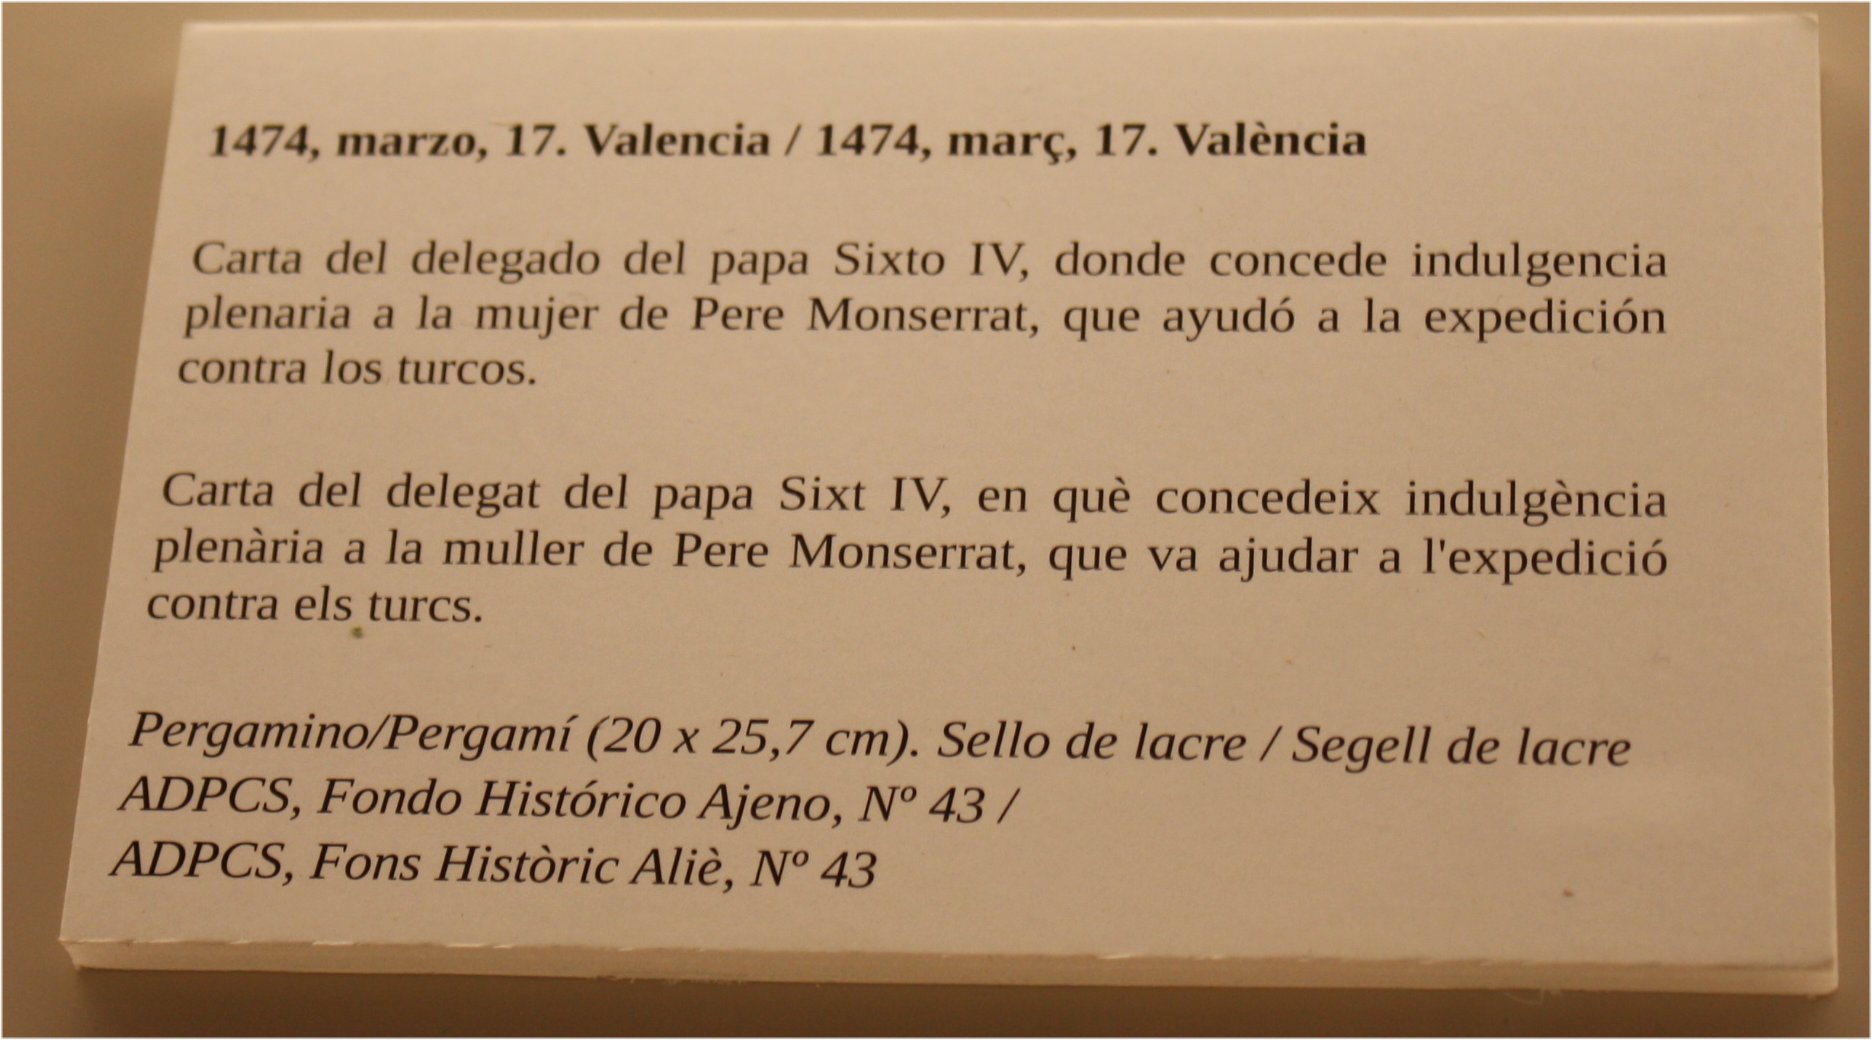 1474, marzo, 17. Valencia / 1474, març, 17. València
Carta del delegado del papa Sixto IV, donde concede indulgencia
plenaria a la mujer de Pere Monserrat, que ayudó a la expedición
contra los turcos.
Carta del delegat del papa Sixt IV, en què concedeix indulgència
plenària a la muller de Pere Monserrat, que va ajudar a l'expedició
contra els turcs.
Pergamino/Pergamí (20 x 25,7 cm). Sello de lacre / Segell de lacre
ADPCS, Fondo Histórico Ajeno, Nº 43 /
ADPCS, Fons Històric Aliè, Nº 43